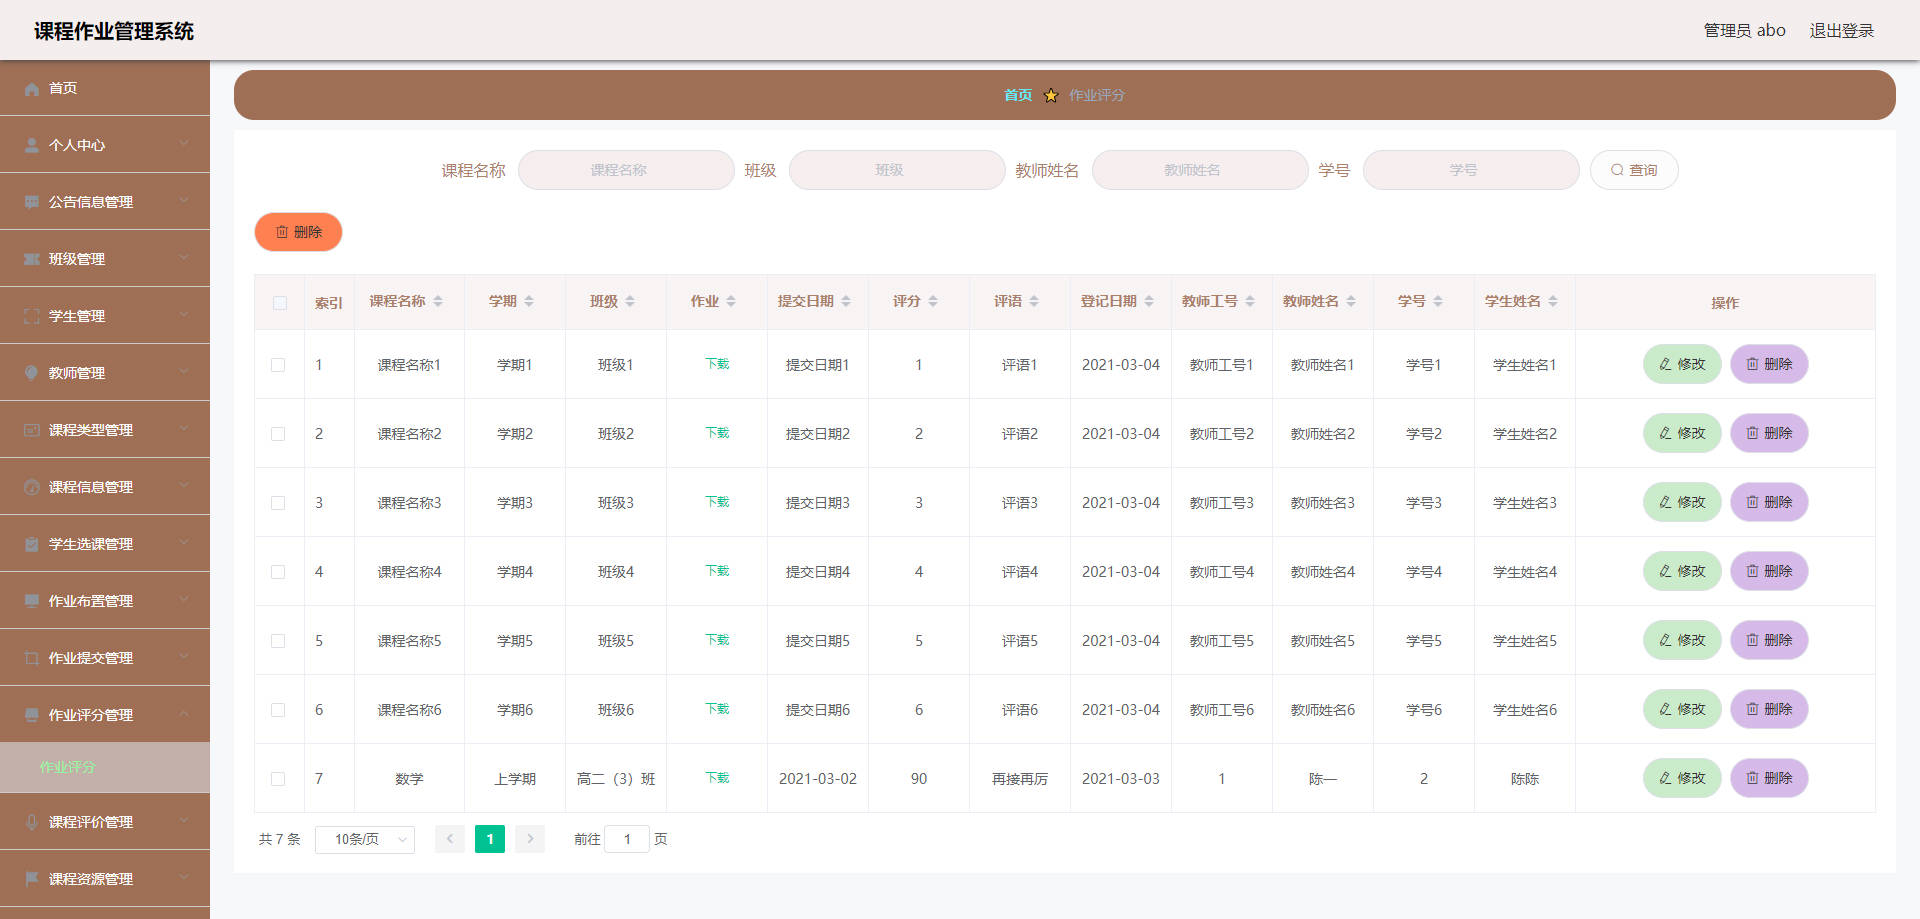 课程作业管理系统
管理员 abo 退出登录
首页
个人中心
公告信息管理
班级管理
学生管理
教师管理
课程类型管理
课程信息管理
学生选课管理
作业布置管理
作业提交管理
作业评分管理
作业评分
课程评价管理
课程资源管理
首页 作业评分
课程名称 课程名称 班级 班级 教师姓名 教师姓名 学号 学号 查询
删除
索引 课程名称 学期 班级 作业 提交日期 评分 评语 登记日期 教师工号 教师姓名 学号 学生姓名 操作
1 课程名称1 学期1 班级1 下载 提交日期1 1 评语1 2021-03-04 教师工号1 教师姓名1 学号1 学生姓名1 修改 删除
2 课程名称2 学期2 班级2 下载 提交日期2 2 评语2 2021-03-04 教师工号2 教师姓名2 学号2 学生姓名2 修改 删除
3 课程名称3 学期3 班级3 下载 提交日期3 3 评语3 2021-03-04 教师工号3 教师姓名3 学号3 学生姓名3 修改 删除
4 课程名称4 学期4 班级4 下载 提交日期4 4 评语4 2021-03-04 教师工号4 教师姓名4 学号4 学生姓名4 修改 删除
5 课程名称5 学期5 班级5 下载 提交日期5 5 评语5 2021-03-04 教师工号5 教师姓名5 学号5 学生姓名5 修改 删除
6 课程名称6 学期6 班级6 下载 提交日期6 6 评语6 2021-03-04 教师工号6 教师姓名6 学号6 学生姓名6 修改 删除
7 数学 上学期 高二（3）班 下载 2021-03-02 90 再接再厉 2021-03-03 1 陈一 2 陈陈 修改 删除
共 7 条 10条/页 1 前往 1 页